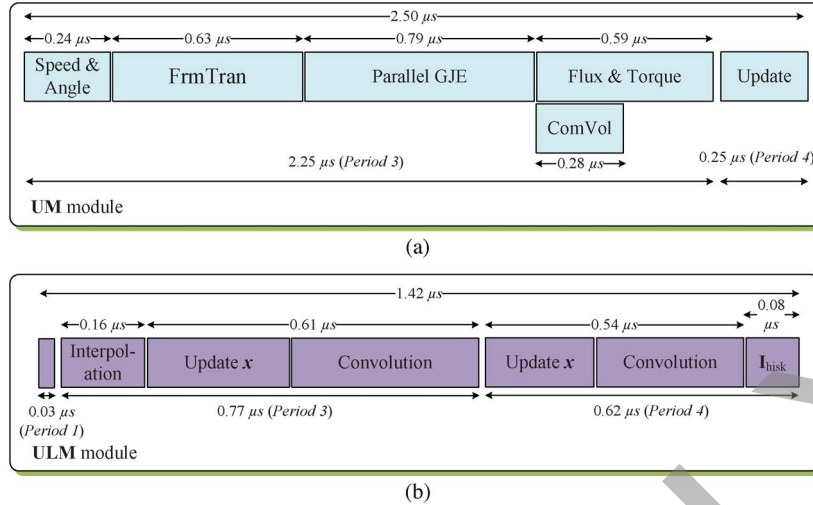 2.50 µs
0.24 µs 0.63 µs 0.79 µs 0.59 µs
Speed & Angle FrmTran Parallel GJE Flux & Torque Update
ComVol
2.25 µs (Period 3) 0.28 µs 0.25 µs (Period 4)
UM module
(a)
1.42 µs
0.16 µs 0.61 µs 0.54 µs 0.08 µs
Interpol-
ation Update x Convolution Update x Convolution I_hisk
0.03 µs 0.77 µs (Period 3) 0.62 µs (Period 4)
(Period 1)
ULM module
(b)